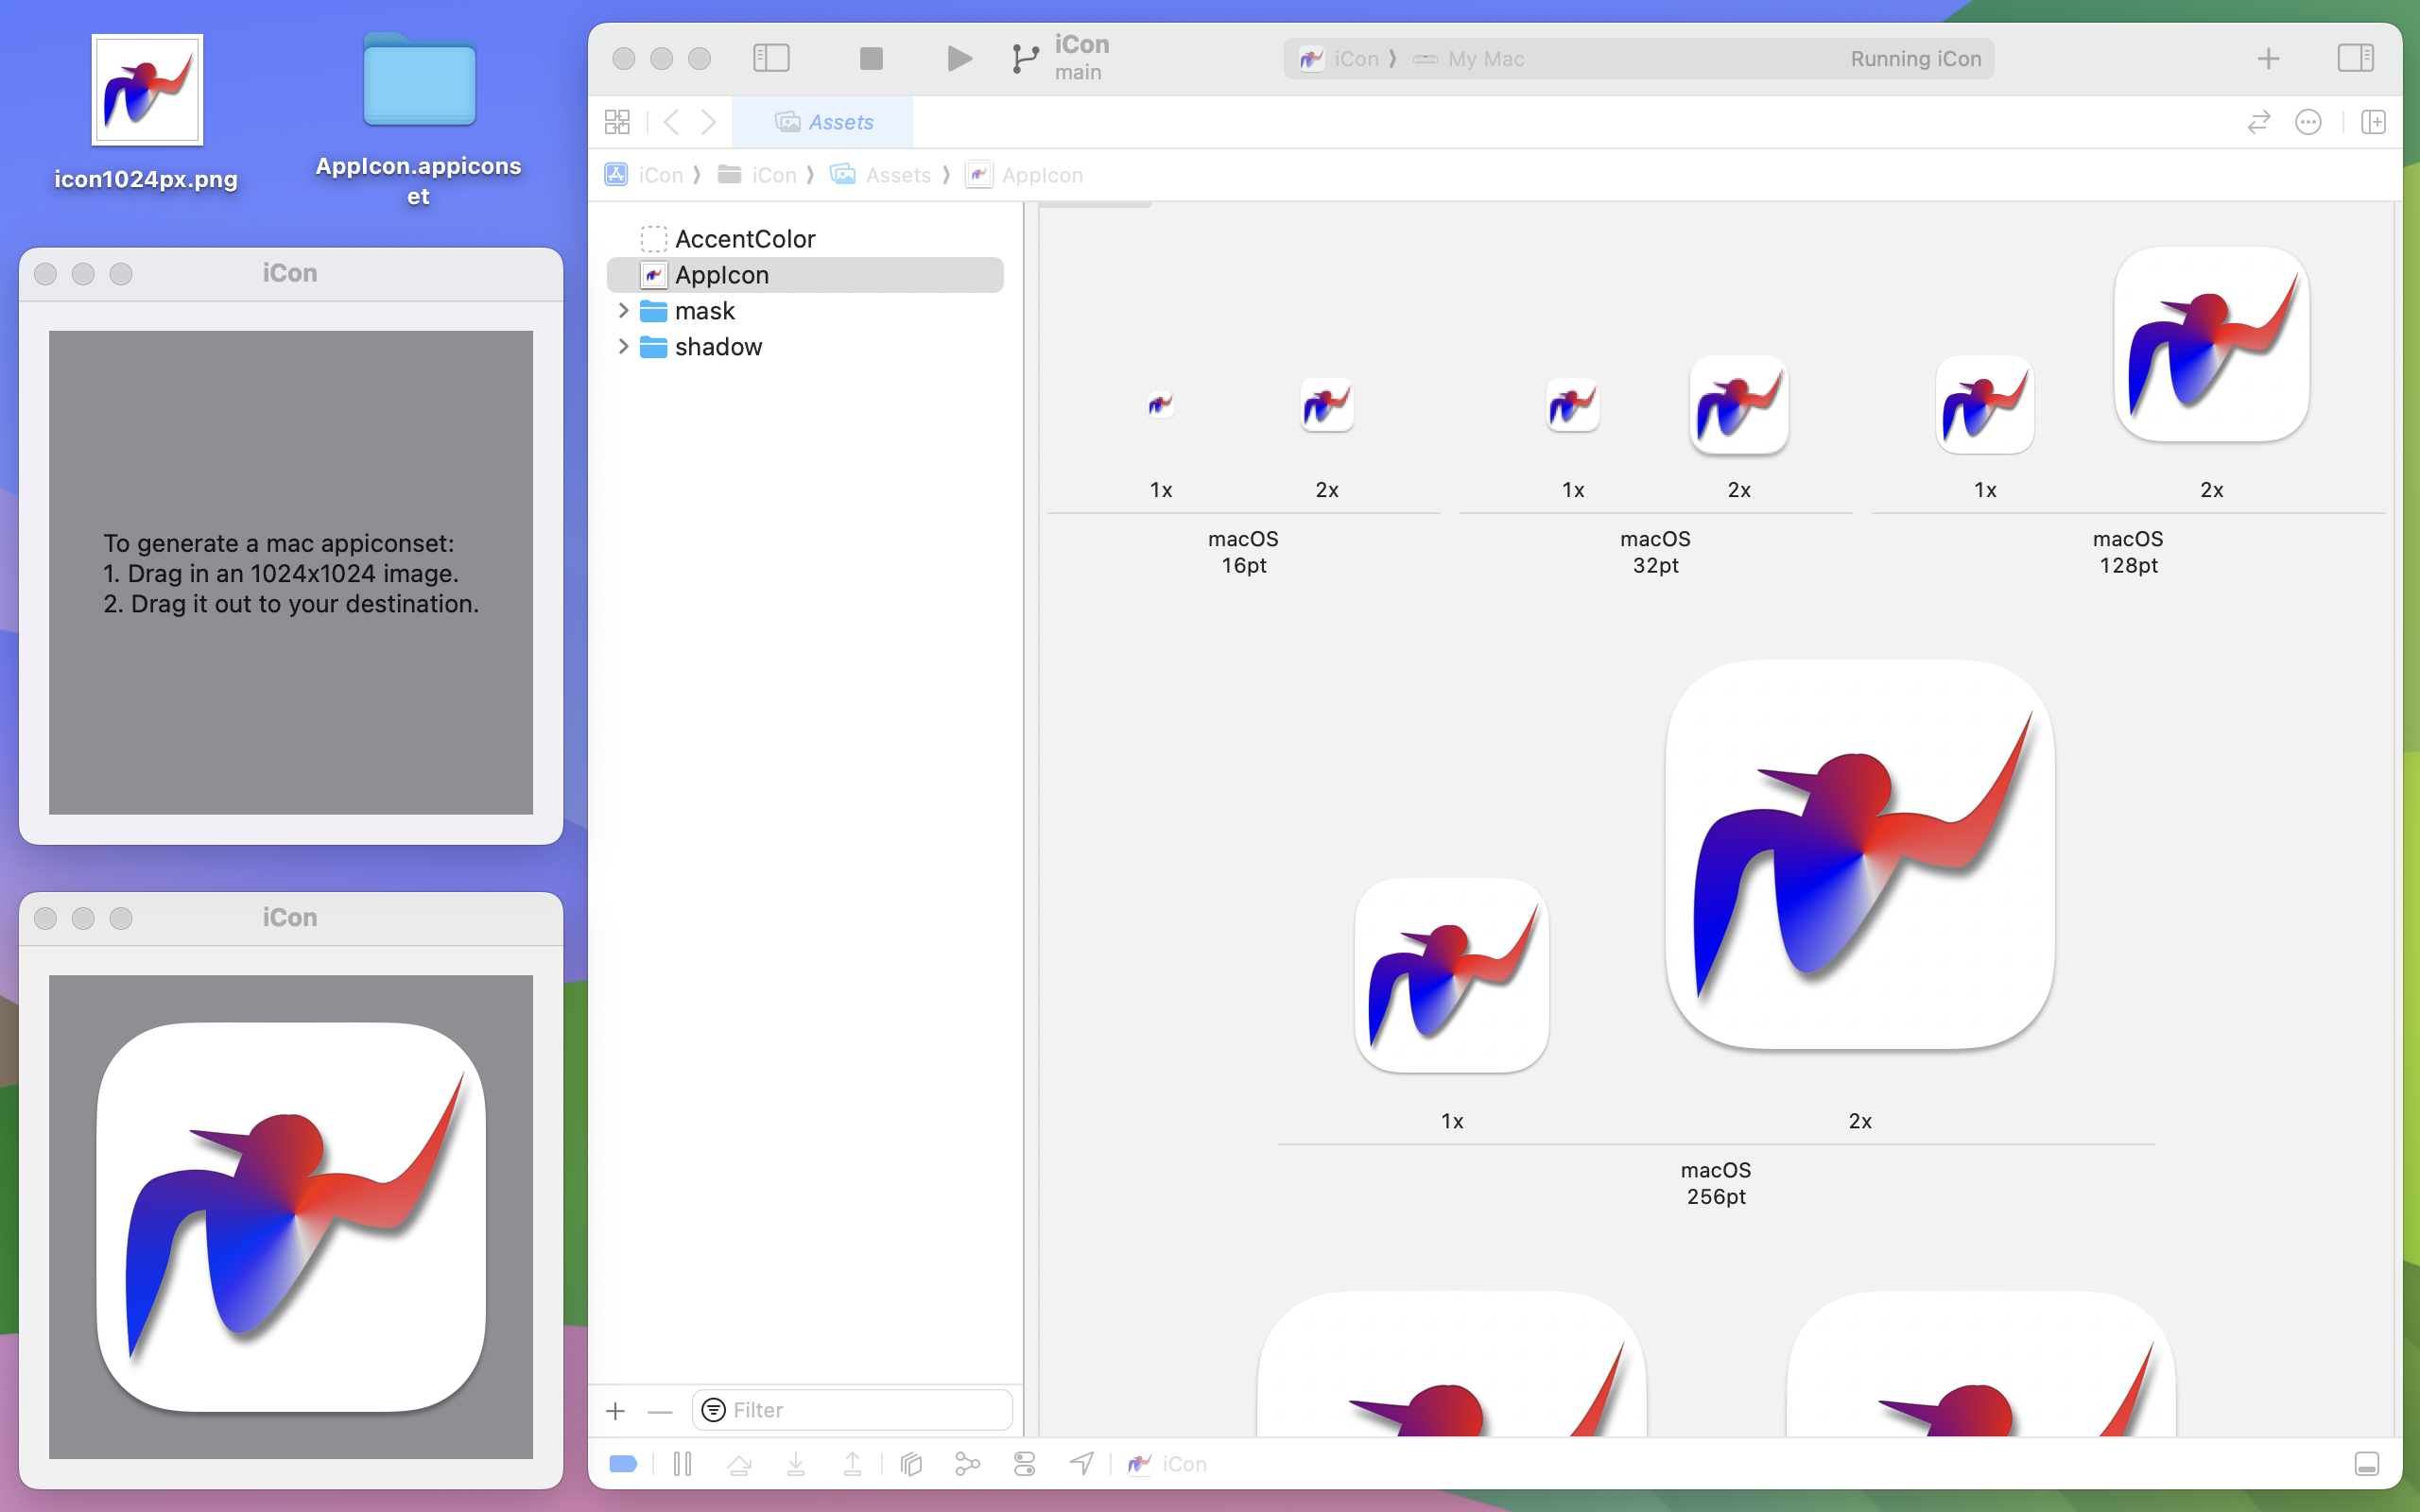 icon1024px.png
AppIcon.appicons
et
iCon
To generate a mac appiconset:
1. Drag in an 1024x1024 image.
2. Drag it out to your destination.
iCon
iCon
main
iCon
My Mac
Running iCon
Assets
iCon
iCon
Assets
AppIcon
AccentColor
AppIcon
mask
shadow
Filter
1x
2x
macOS
16pt
1x
2x
macOS
32pt
1x
2x
macOS
128pt
1x
2x
macOS
256pt
iCon